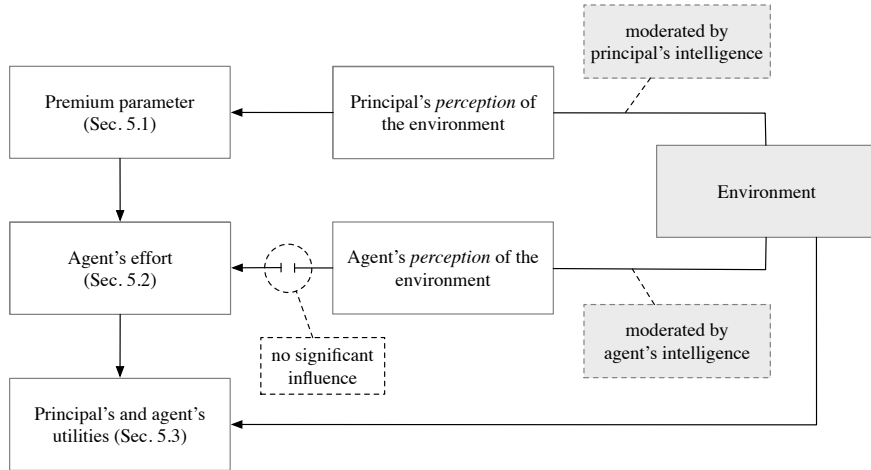 moderated by
principal's intelligence
Premium parameter
(Sec. 5.1)
Principal's perception of
the environment
Environment
Agent's effort
(Sec. 5.2)
Agent's perception of the
environment
no significant
influence
moderated by
agent's intelligence
Principal's and agent's
utilities (Sec. 5.3)